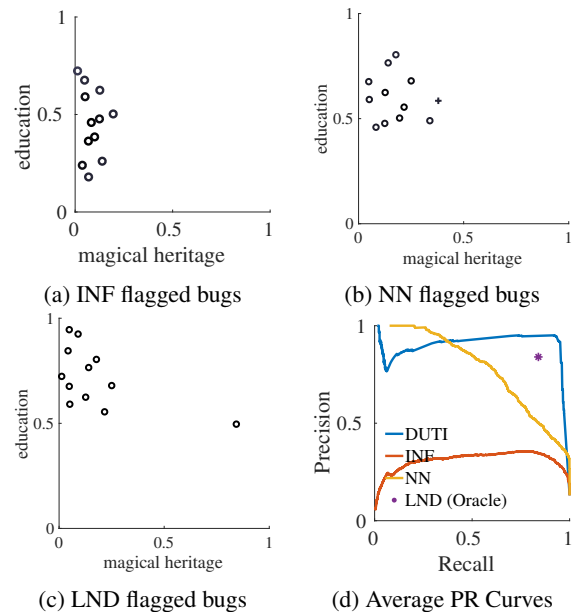 1
education
0.5
0
0
0.5
1
magical heritage
(a) INF flagged bugs
1
education
0.5
0
0
0.5
1
magical heritage
(b) NN flagged bugs
1
education
0.5
0
0
0.5
1
magical heritage
(c) LND flagged bugs
1
Precision
0.5
0
DUTI
INF
NN
LND (Oracle)
0
0.5
1
Recall
(d) Average PR Curves